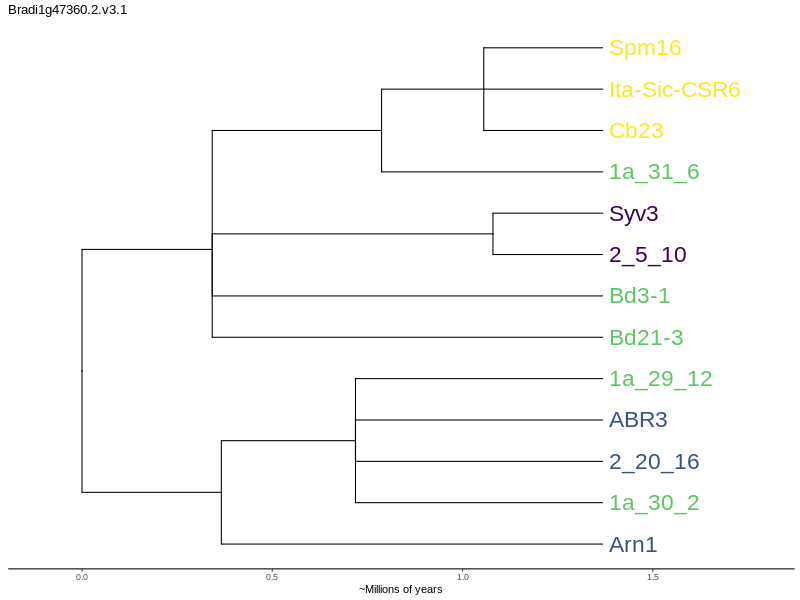 Bradi1g47360.2.v3.1
Spm16
Ita-Sic-CSR6
Cb23
1a_31_6
Syv3
2_5_10
Bd3-1
Bd21-3
1a_29_12
ABR3
2_20_16
1a_30_2
Arn1
0.0 0.5 1.0 1.5
~Millions of years